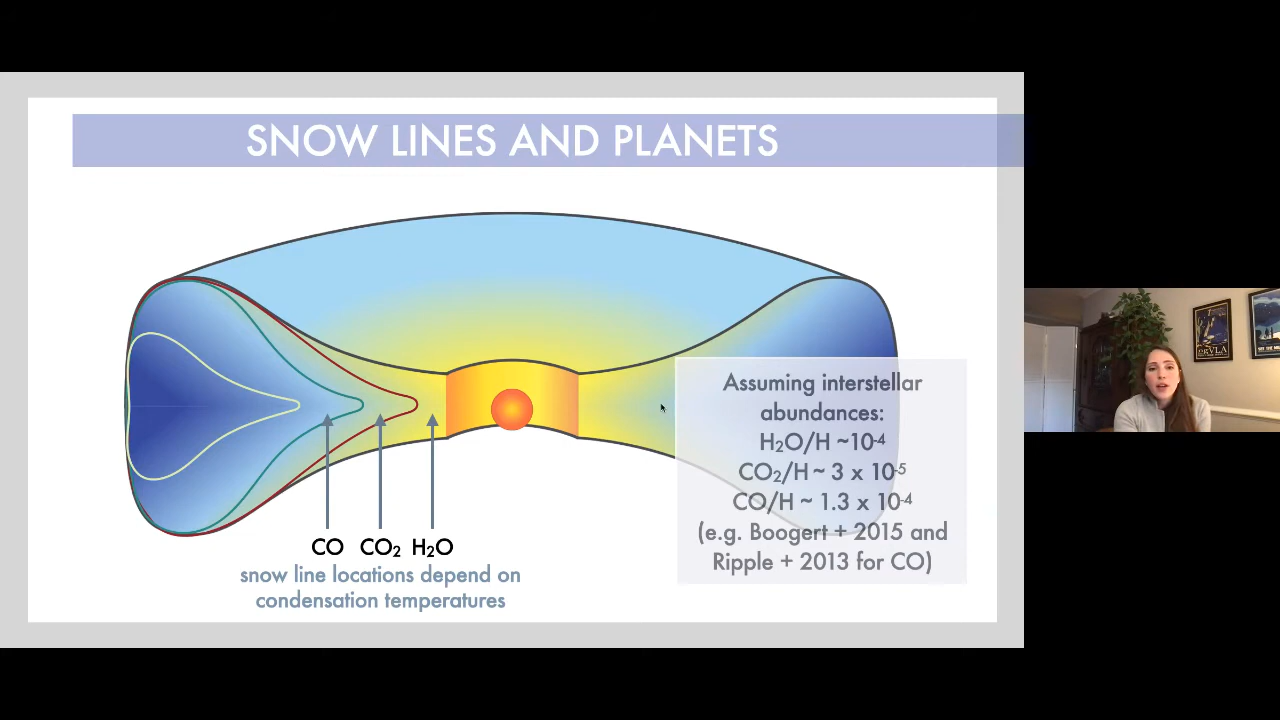 SNOW LINES AND PLANETS
Assuming interstellar
abundances:
H₂O/H ~10⁻⁴
CO₂/H ~ 3 x 10⁻⁵
CO/H ~ 1.3 x 10⁻⁴
(e.g. Boogert + 2015 and
Ripple + 2013 for CO)
CO CO₂ H₂O
snow line locations depend on
condensation temperatures